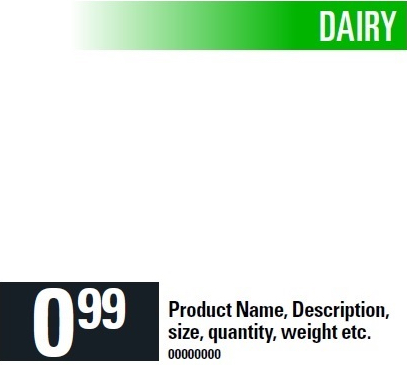 DAIRY
0 99
Product Name, Description,
size, quantity, weight etc.
00000000